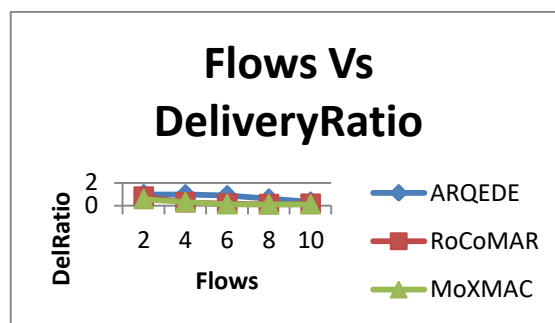 Flows Vs
DeliveryRatio
DelRatio
2
0
2 4 6 8 10
Flows
ARQEDE
RoCoMAR
MoXMAC